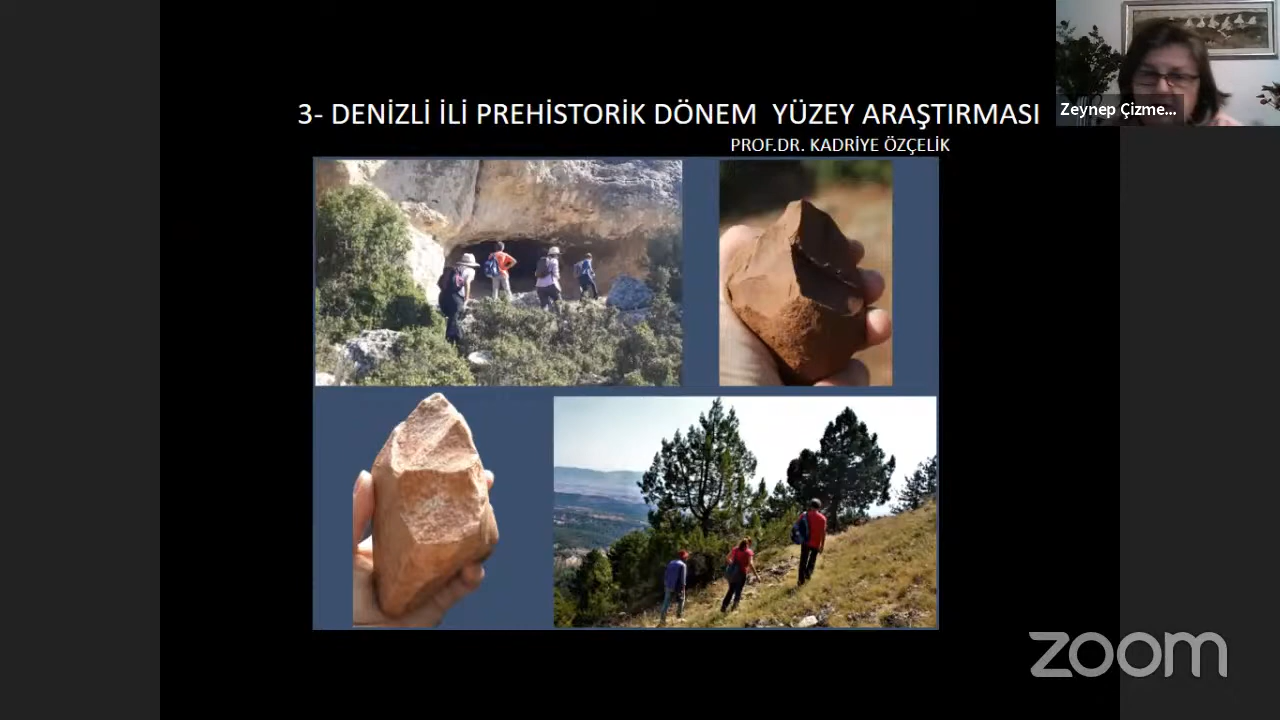 3- DENİZLİ İLİ PREHİSTORİK DÖNEM YÜZEY ARAŞTIRMASI
PROF.DR. KADRİYE ÖZÇELİK
Zeynep Çizme...
zoom